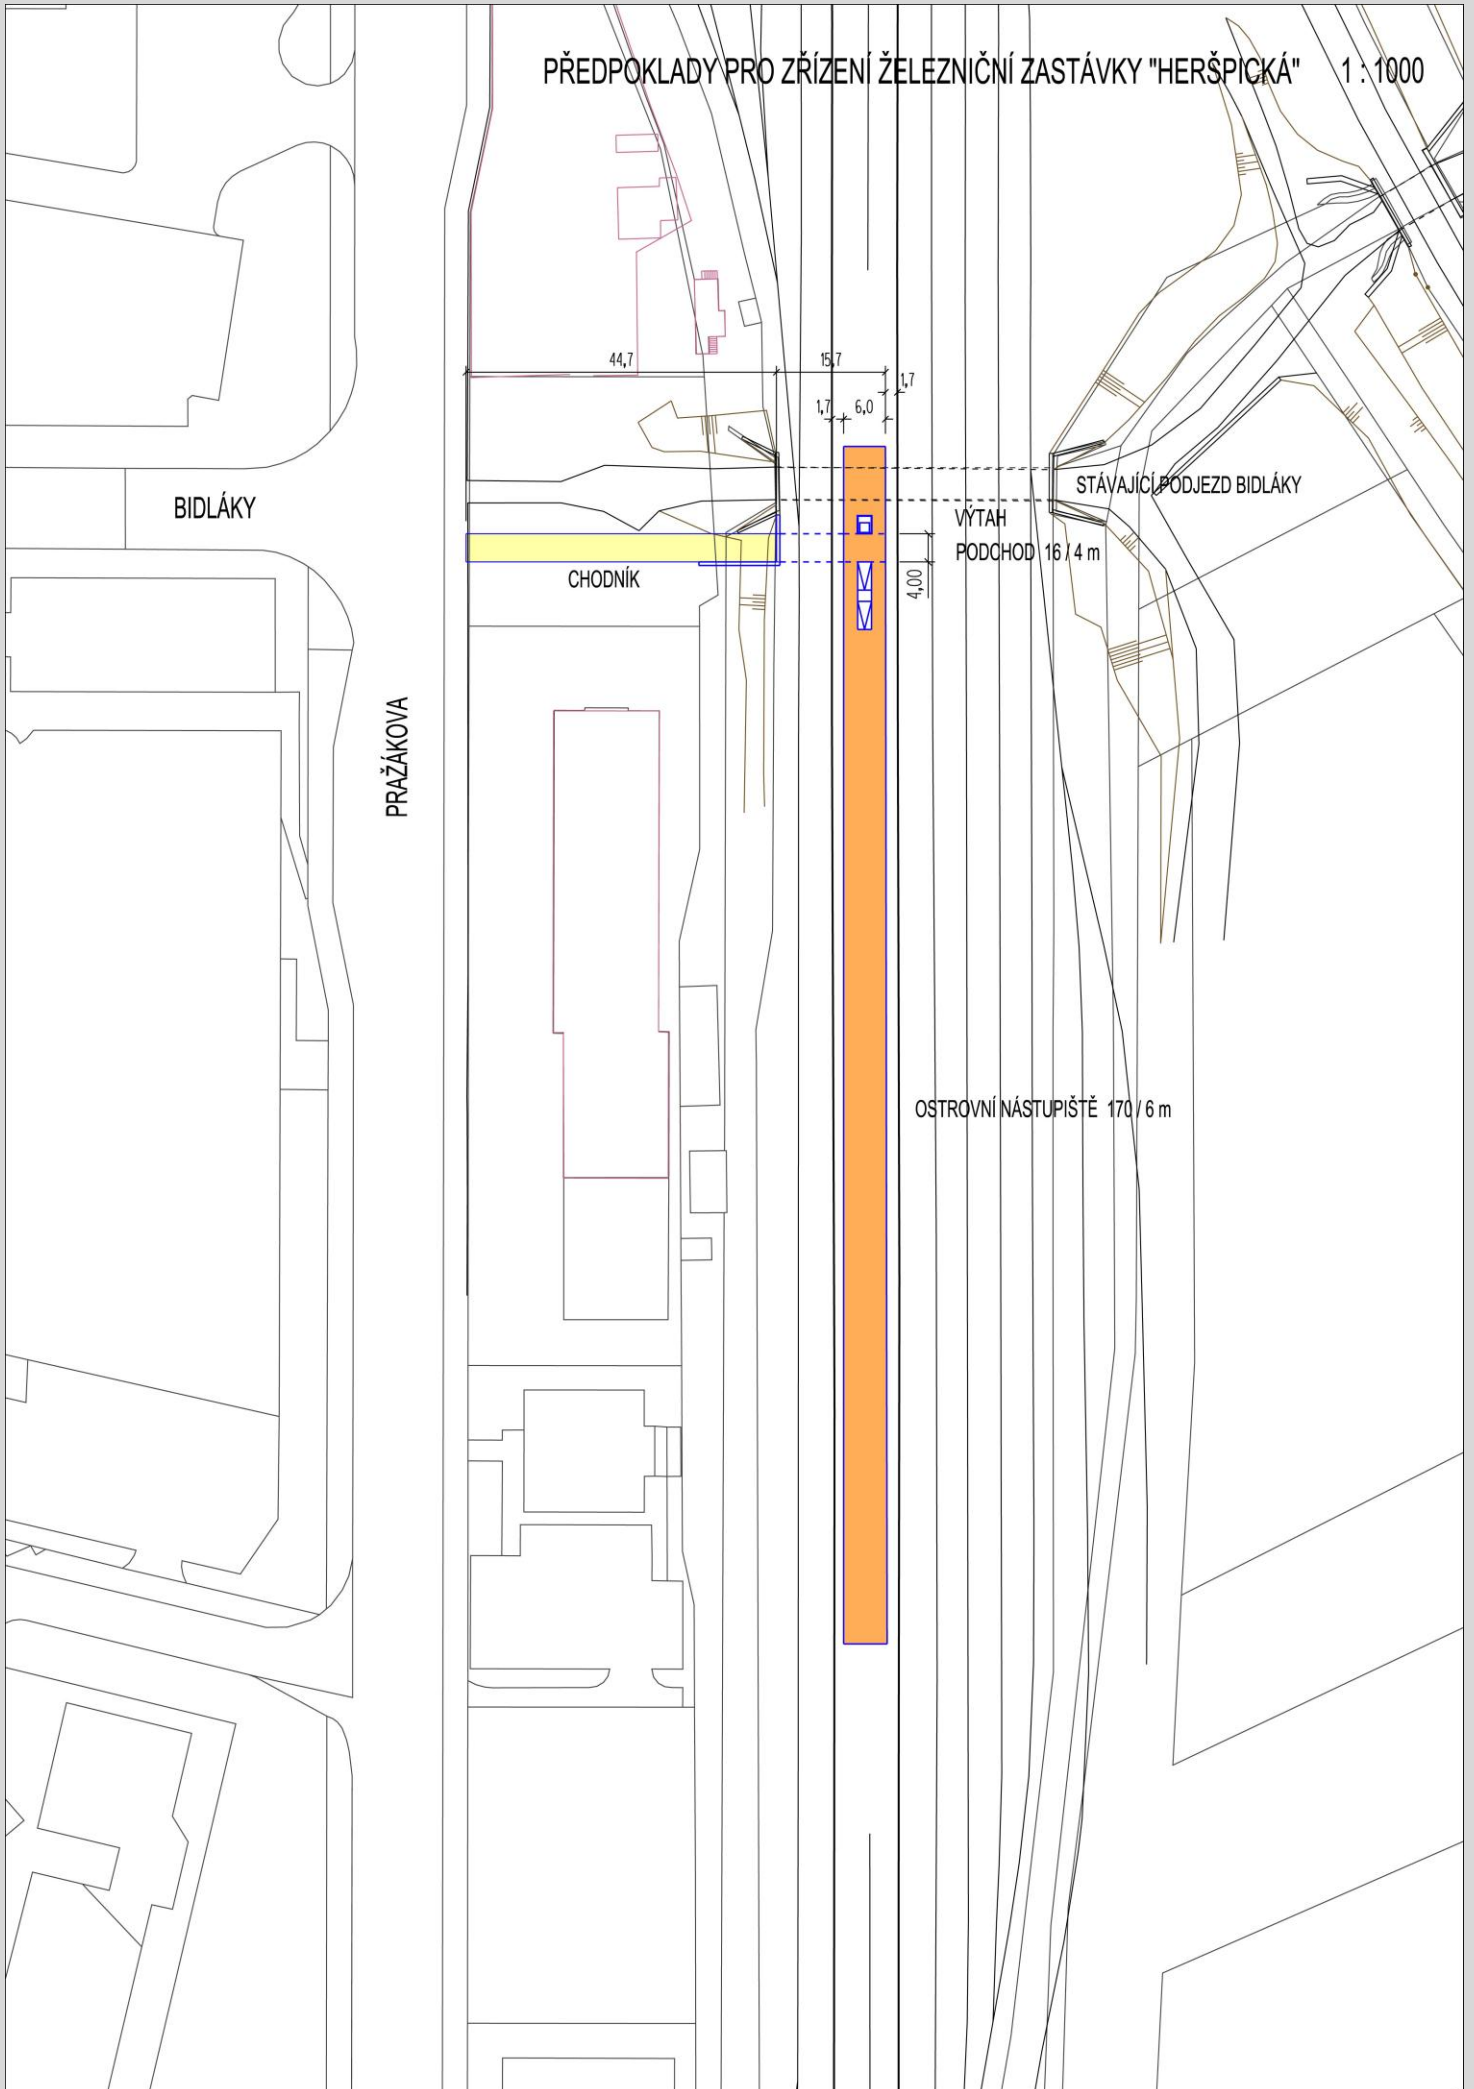 PŘEDPOKLADY PRO ZŘÍZENÍ ŽELEZNIČNÍ ZASTÁVKY "HERŠPICKÁ" 1 : 1000
44,7
15,7
1,7
1,7
6,0
STÁVAJÍCÍ PODJEZD BIDLÁKY
BIDLÁKY
VÝTAH
PODCHOD 16 / 4 m
CHODNÍK
4,00
PRAŽÁKOVA
OSTROVNÍ NÁSTUPIŠTĚ 170 / 6 m